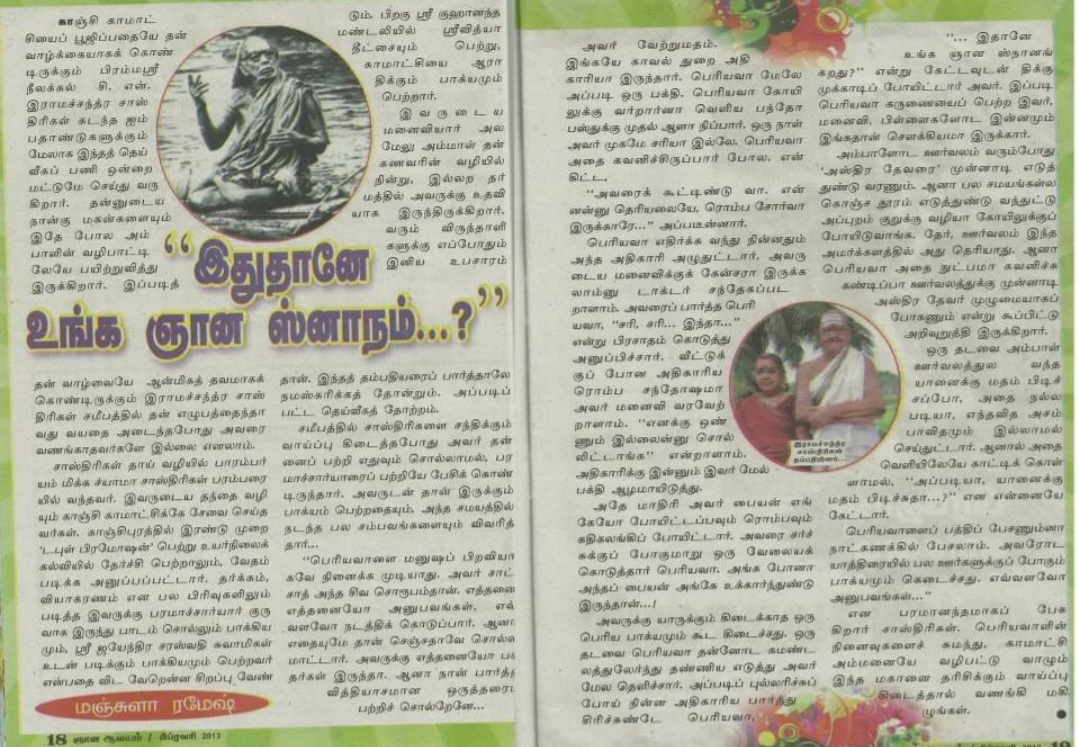 காஞ்சி காமாட்
சியைப் பூஜிப்பதையே தன்
வாழ்க்கையாகக் கொண்
டிருக்கும் பிரம்மஸ்ரீ
நீலக்கல் சி. என்.
இராமச்சந்த்ர சாஸ்
திரிகள் கடந்த ஐம்
பதாண்டுகளுக்கும்
மேலாக இந்தத் தெய்
வீகப் பணி ஒன்றை
மட்டுமே செய்து வரு
கிறார். தன்னுடைய
நான்கு மகன்களையும்
இதே போல அம்
பாளின் வழிபாட்டி
லேயே பயிற்றுவித்து
இருக்கிறார். இப்படித்
டும். பிறகு ஸ்ரீ குஹானந்த
மண்டலியில் ஸ்ரீவித்யா
தீட்சையும் பெற்று,
காமாட்சியை ஆரா
திக்கும் பாக்யமும்
பெற்றார்.
இவருடைய
மனைவியார் அல
மேலு அம்மாள் தன்
கணவரின் வழியில்
நின்று, இல்லற தர்
மத்தில் அவருக்கு உதவி
யாக இருந்திருக்கிறார்.
வரும் விருந்தாளி
களுக்கு எப்போதும்
இனிய உபசாரம்
“இதுதானே
உங்க ஞான ஸ்னாநம்...?”
தன் வாழ்வையே ஆன்மிகத் தவமாகக்
கொண்டிருக்கும் இராமச்சந்த்ர சாஸ்
திரிகள் சமீபத்தில் தன் எழுபத்தைந்தா
வது வயதை அடைந்தபோது அவரை
வணங்காதவர்களே இல்லை எனலாம்.
சாஸ்திரிகள் தாய் வழியில் பாரம்பர்
யம் மிக்க ச்யாமா சாஸ்திரிகள் பரம்பரை
யில் வந்தவர். இவருடைய தந்தை வழி
யும் காஞ்சி காமாட்சிக்கே சேவை செய்த
வர்கள். காஞ்சிபுரத்தில் இரண்டு முறை
‘டபுள் பிரமோஷன்’ பெற்று உயர்நிலைக்
கல்வியில் தேர்ச்சி பெற்றாலும், வேதம்
படிக்க அனுப்பப்பட்டார். தர்க்கம்,
வியாகரணம் என பல பிரிவுகளிலும்
படித்த இவருக்கு பரமாச்சார்யார் குரு
வாக இருந்து பாடம் சொல்லும் பாக்கிய
மும், ஸ்ரீ ஜயேந்திர சரஸ்வதி சுவாமிகள்
உடன் படிக்கும் பாக்கியமும் பெற்றவர்
என்பதை விட வேறென்ன சிறப்பு வேண்
மஞ்சுளா ரமேஷ்
18 ஞான ஆலயம் / பிப்ரவரி 2013
தான். இந்தத் தம்பதியரைப் பார்த்தாலே
நமஸ்கரிக்கத் தோன்றும். அப்படிப்
பட்ட தெய்வீகத் தோற்றம்.
சமீபத்தில் சாஸ்திரிகளை சந்திக்கும்
வாய்ப்பு கிடைத்தபோது அவர் தன்
னைப் பற்றி எதுவும் சொல்லாமல், பர
மாச்சார்யாரைப் பற்றியே பேசிக் கொண்
டிருந்தார். அவருடன் தான் இருக்கும்
பாக்யம் பெற்றதையும், அந்த சமயத்தில்
நடந்த பல சம்பவங்களையும் விவரித்
தார்...
“பெரியவாளை மனுஷப் பிறவியா
கவே நினைக்க முடியாது. அவர் சாட்
சாத் அந்த சிவ சொரூபம்தான். எத்தனை
எத்தனையோ அனுபவங்கள். எவ்
வளவோ நடத்திக் கொடுப்பார். ஆனா
எதையுமே தான் செஞ்சதாவே சொல்ல
மாட்டார். அவருக்கு எத்தனையோ பக்
தர்கள் இருந்தா. ஆனா நான் பார்த்த
வித்தியாசமான ஒருத்தரைப்
பற்றிச் சொல்றேனே...
அவர் வேற்றுமதம்.
இங்கயே காவல் துறை அதி
காரியா இருந்தார். பெரியவா மேலே
அப்படி ஒரு பக்தி. பெரியவா கோயி
லுக்கு வர்றார்னா வெளிய பந்தோ
பஸ்துக்கு முதல் ஆளா நிப்பார். ஒரு நாள்
அவர் முகமே சரியா இல்லே. பெரியவா
அதை கவனிச்சிருப்பார் போல. என்
கிட்ட,
“அவரைக் கூட்டிண்டு வா. என்
னன்னு தெரியலையே, ரொம்ப சோர்வா
இருக்காரே...” அப்படீன்னார்.
பெரியவா எதிர்க்க வந்து நின்னதும்
அந்த அதிகாரி அழுதுட்டார். அவரு
டைய மனைவிக்குக் கேன்சரா இருக்க
லாம்னு டாக்டர் சந்தேகப்பட
றாளாம். அவரைப் பார்த்த பெரி
யவா, “சரி, சரி... இந்தா...”
என்று பிரசாதம் கொடுத்து
அனுப்பிச்சார். வீட்டுக்
குப் போன அதிகாரிய
ரொம்ப சந்தோஷமா
அவர் மனைவி வரவேற்
றாளாம். “எனக்கு ஒண்
ணும் இல்லைன்னு சொல்
லிட்டாங்க” என்றாளாம்.
அதிகாரிக்கு இன்னும் இவர் மேல்
பக்தி ஆழமாயிடுத்து.
அதே மாதிரி அவர் பையன் எங்
கேயோ போயிட்டப்பவும் ரொம்பவும்
கதிகலங்கிப் போயிட்டார். அவரை சர்ச்
சுக்குப் போகுமாறு ஒரு வேலையக்
கொடுத்தார் பெரியவா. அங்க போனா
அந்தப் பையன் அங்கே உக்கார்ந்துண்டு
இருந்தான்...!
அவருக்கு யாருக்கும் கிடைக்காத ஒரு
பெரிய பாக்யமும் கூட கிடைச்சது. ஒரு
தடவை பெரியவா தன்னோட கமண்ட
லத்துலேர்ந்து தண்ணிய எடுத்து அவர்
மேல தெளிச்சார். அப்படிப் புல்லரிச்சுப்
போய் நின்ன அதிகாரிய பார்த்து
சிரிச்சுண்டே பெரியவா,
“... இதானே
உங்க ஞான ஸ்நானங்
கறது?” என்று கேட்டவுடன் திக்கு
முக்காடிப் போயிட்டார் அவர். இப்படி
பெரியவா கருணையைப் பெற்ற இவர்,
மனைவி, பிள்ளைகளோட இன்னமும்
இங்கதான் சௌக்கியமா இருக்கார்.
அம்பாளோட ஊர்வலம் வரும்போது
‘அஸ்திர தேவரை’ முன்னாடி எடுத்
துண்டு வரணும். ஆனா பல சமயங்கள்ல
கொஞ்ச தூரம் எடுத்துண்டு வந்துட்டு
அப்புறம் குறுக்கு வழியா கோயிலுக்குப்
போயிடுவாங்க. தேர், ஊர்வலம் இந்த
அமர்க்களத்தில் அது தெரியாது. ஆனா
பெரியவா அதை நுட்பமா கவனிச்சு
கண்டிப்பா ஊர்வலத்துக்கு முன்னாடி
அஸ்திர தேவர் முழுமையாகப்
போகணும் என்று கூப்பிட்டு
அறிவுறுத்தி இருக்கிறார்.
ஒரு தடவை அம்பாள்
ஊர்வலத்துல வந்த
யானைக்கு மதம் பிடிச்
சப்போ, அதை நல்ல
படியா, எந்தவித அசம்
பாவிதமும் இல்லாமல்
செய்துட்டார். ஆனால் அதை
வெளியிலேயே காட்டிக் கொள்
ளாமல், “அப்படியா, யானைக்கு
மதம் பிடிச்சுதா...?” என என்னையே
கேட்டார்.
பெரியவாளைப் பத்திப் பேசணும்னா
நாட்கணக்கில் பேசலாம். அவரோட
யாத்திரையில் பல ஊர்களுக்குப் போகும்
பாக்யமும் கெடைச்சது. எவ்வளவோ
அனுபவங்கள்...”
என பரமானந்தமாகப் பேசு
கிறார் சாஸ்திரிகள். பெரியவாளின்
நினைவுகளைச் சுமந்து, காமாட்சி
அம்மனையே வழிபட்டு வாழும்
இந்த மகானை தரிசிக்கும் வாய்ப்பு
கிடைத்தால் வணங்கி மகி
ழுங்கள்.
இராமச்சந்த்ர
சாஸ்திரிகள்
தம்பதியினர்...
19